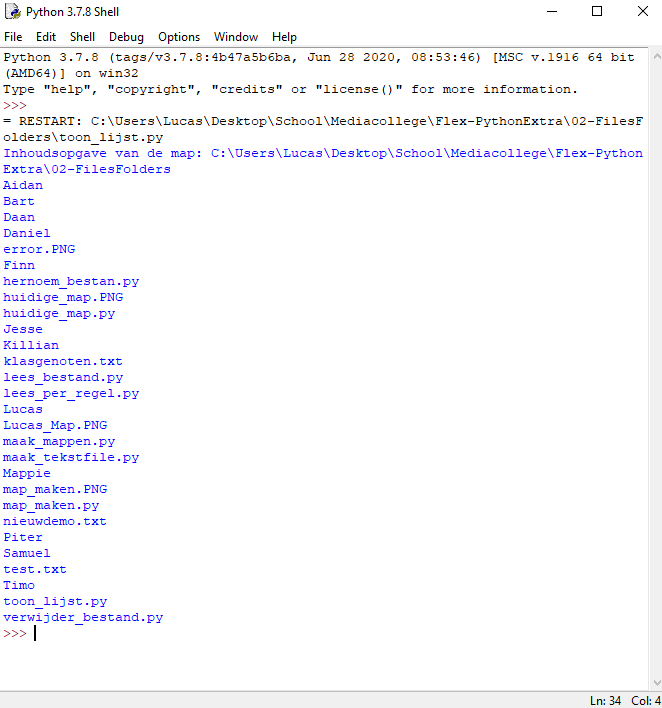 Python 3.7.8 Shell
File Edit Shell Debug Options Window Help
Python 3.7.8 (tags/v3.7.8:4b47a5b6ba, Jun 28 2020, 08:53:46) [MSC v.1916 64 bit
(AMD64)] on win32
Type "help", "copyright", "credits" or "license()" for more information.
>>>
= RESTART: C:\Users\Lucas\Desktop\School\Mediacollege\Flex-PythonExtra\02-FilesF
olders\toon_lijst.py
Inhoudsopgave van de map: C:\Users\Lucas\Desktop\School\Mediacollege\Flex-Python
Extra\02-FilesFolders
Aidan
Bart
Daan
Daniel
error.PNG
Finn
hernoem_bestan.py
huidige_map.PNG
huidige_map.py
Jesse
Killian
klasgenoten.txt
lees_bestand.py
lees_per_regel.py
Lucas
Lucas_Map.PNG
maak_mappen.py
maak_tekstfile.py
Mappie
map_maken.PNG
map_maken.py
nieuwdemo.txt
Piter
Samuel
test.txt
Timo
toon_lijst.py
verwijder_bestand.py
>>>
Ln: 34 Col: 4